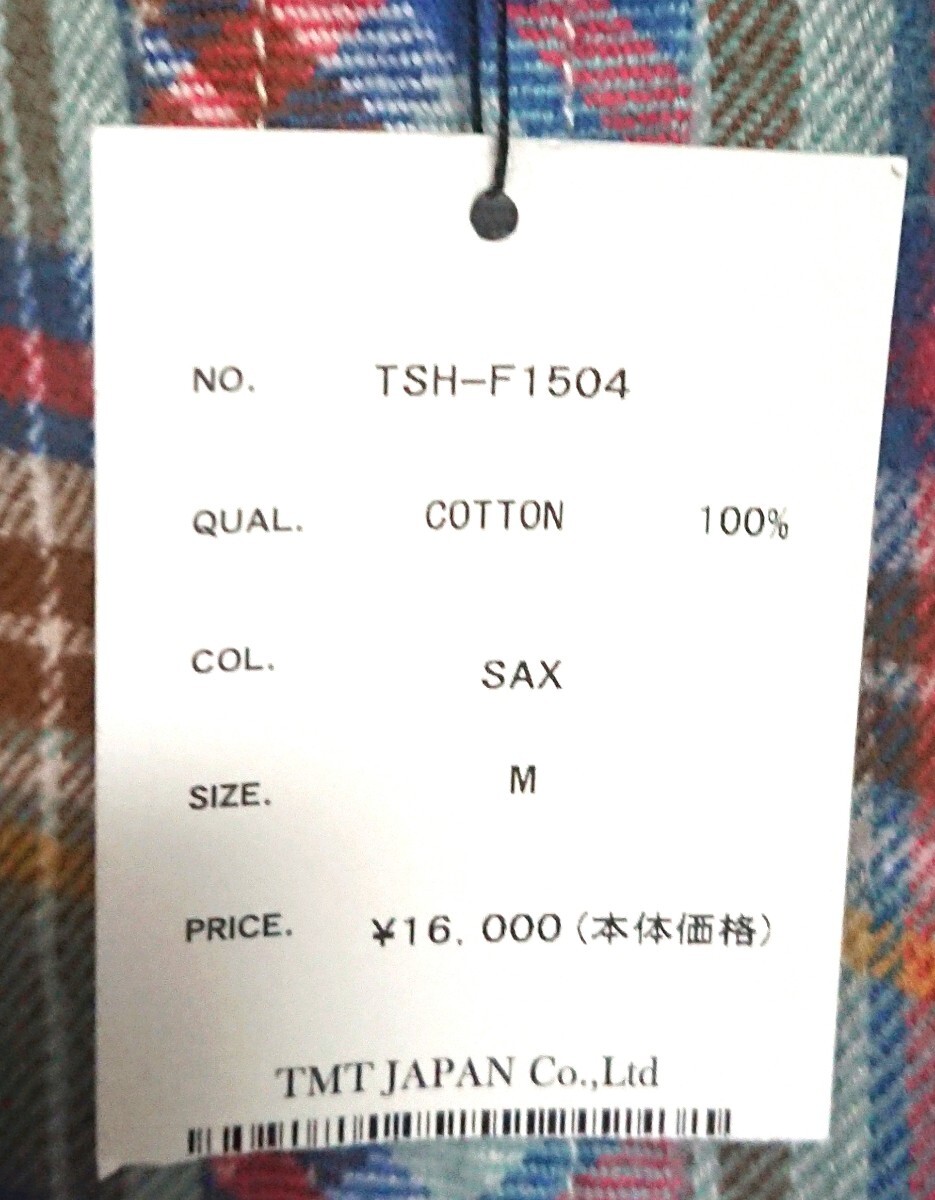 NO. TSH-F1504
QUAL. COTTON 100%
COL. SAX
SIZE. M
PRICE. ¥16,000(本体価格)
TMT JAPAN Co.,Ltd